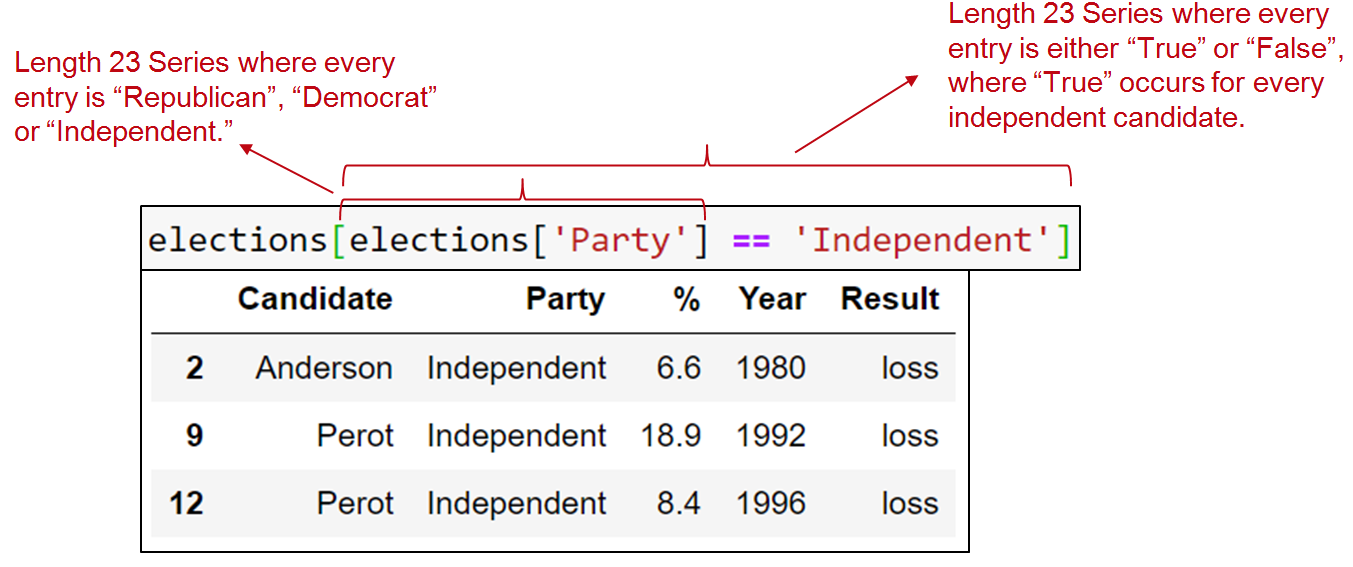 Length 23 Series where every
entry is “Republican”, “Democrat”
or “Independent.”
Length 23 Series where every
entry is either “True” or “False”,
where “True” occurs for every
independent candidate.
elections[elections['Party'] == 'Independent']
Candidate Party % Year Result
2 Anderson Independent 6.6 1980 loss
9 Perot Independent 18.9 1992 loss
12 Perot Independent 8.4 1996 loss